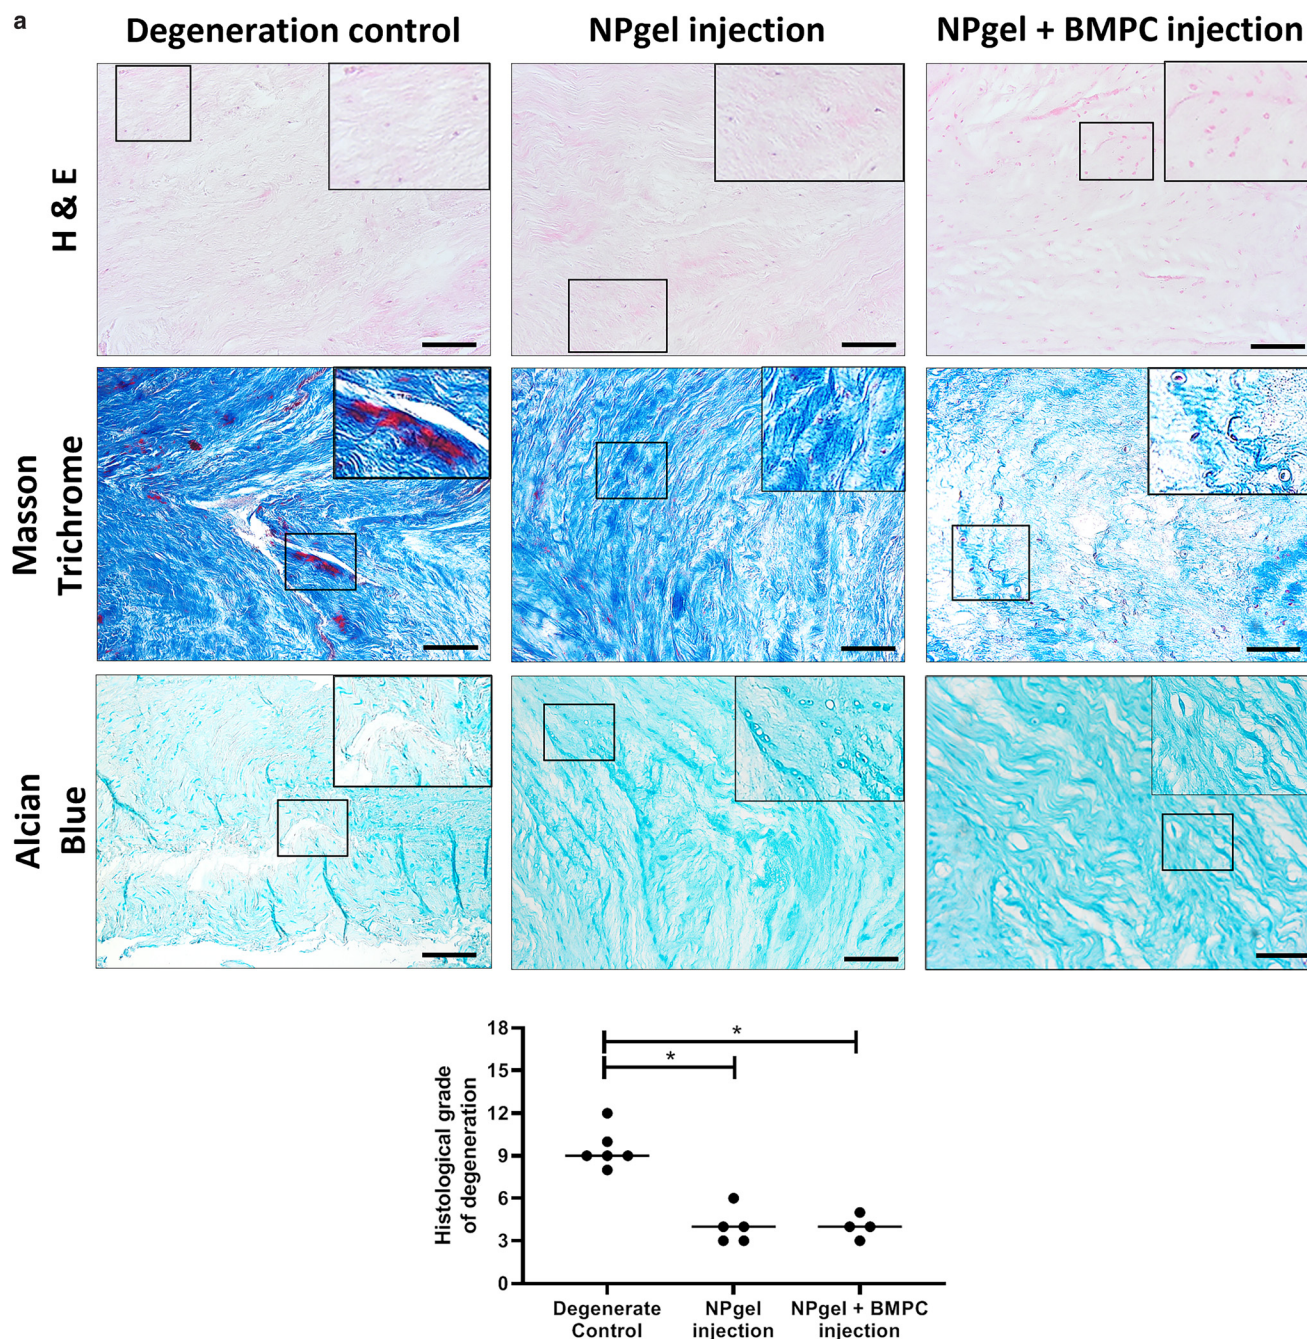 a
Degeneration control
NPgel injection
NPgel + BMPC injection
H & E
Masson
Trichrome
Alcian
Blue
Histological grade
of degeneration
18
15
12
9
6
3
0
*
*
Degenerate
Control
NPgel
injection
NPgel + BMPC
injection